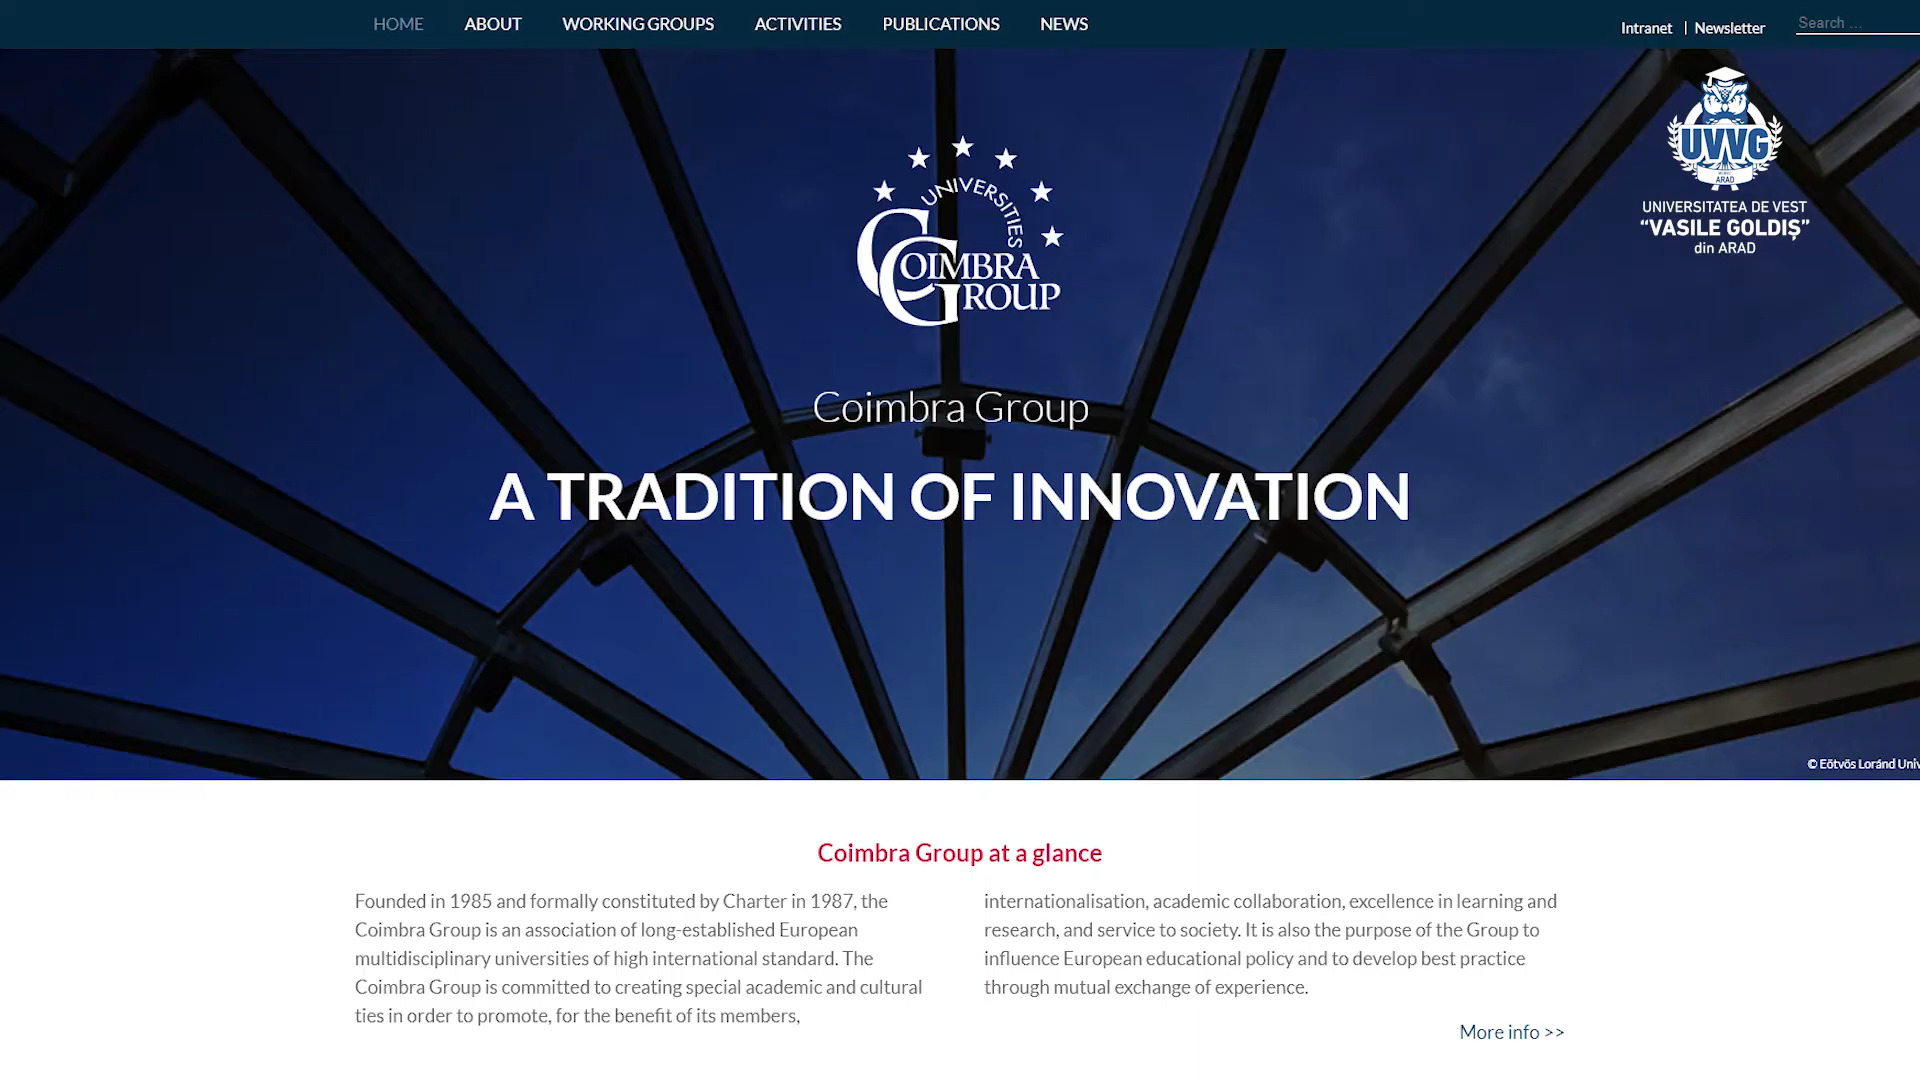 HOME ABOUT WORKING GROUPS ACTIVITIES PUBLICATIONS NEWS
Intranet | Newsletter
Search ...
UNIVERSITIES
COIMBRA
GROUP
UVVG
ARAD
UNIVERSITATEA DE VEST
“VASILE GOLDIȘ”
din ARAD
Coimbra Group
A TRADITION OF INNOVATION
© Eötvös Loránd Univ
Coimbra Group at a glance
Founded in 1985 and formally constituted by Charter in 1987, the
Coimbra Group is an association of long-established European
multidisciplinary universities of high international standard. The
Coimbra Group is committed to creating special academic and cultural
ties in order to promote, for the benefit of its members,
internationalisation, academic collaboration, excellence in learning and
research, and service to society. It is also the purpose of the Group to
influence European educational policy and to develop best practice
through mutual exchange of experience.
More info >>